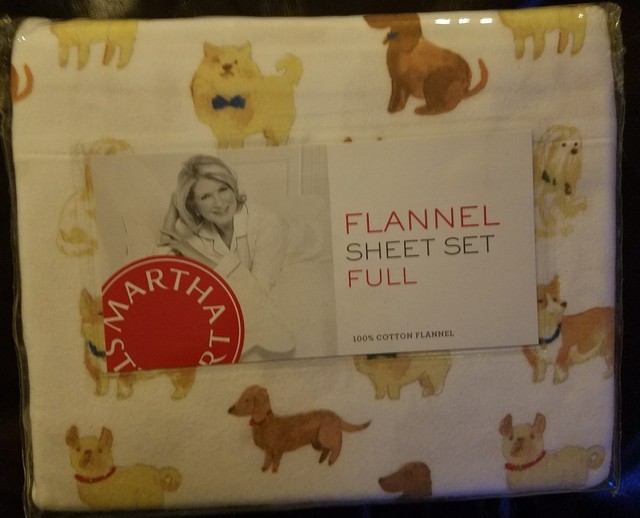 FLANNEL
SHEET SET
FULL
100% COTTON FLANNEL
MARTHA